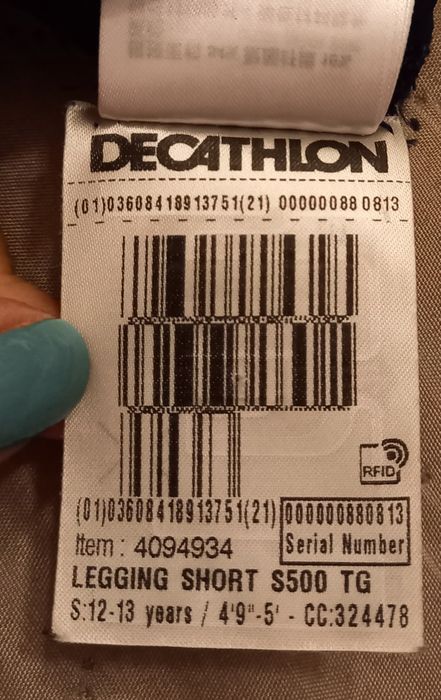 DECATHLON
(01)03608418913751(21) 000000880813
RFID
(01)03608418913751(21) 000000880813
Item : 4094934 Serial Number
LEGGING SHORT S500 TG
S:12-13 years / 4'9"-5' - CC:324478